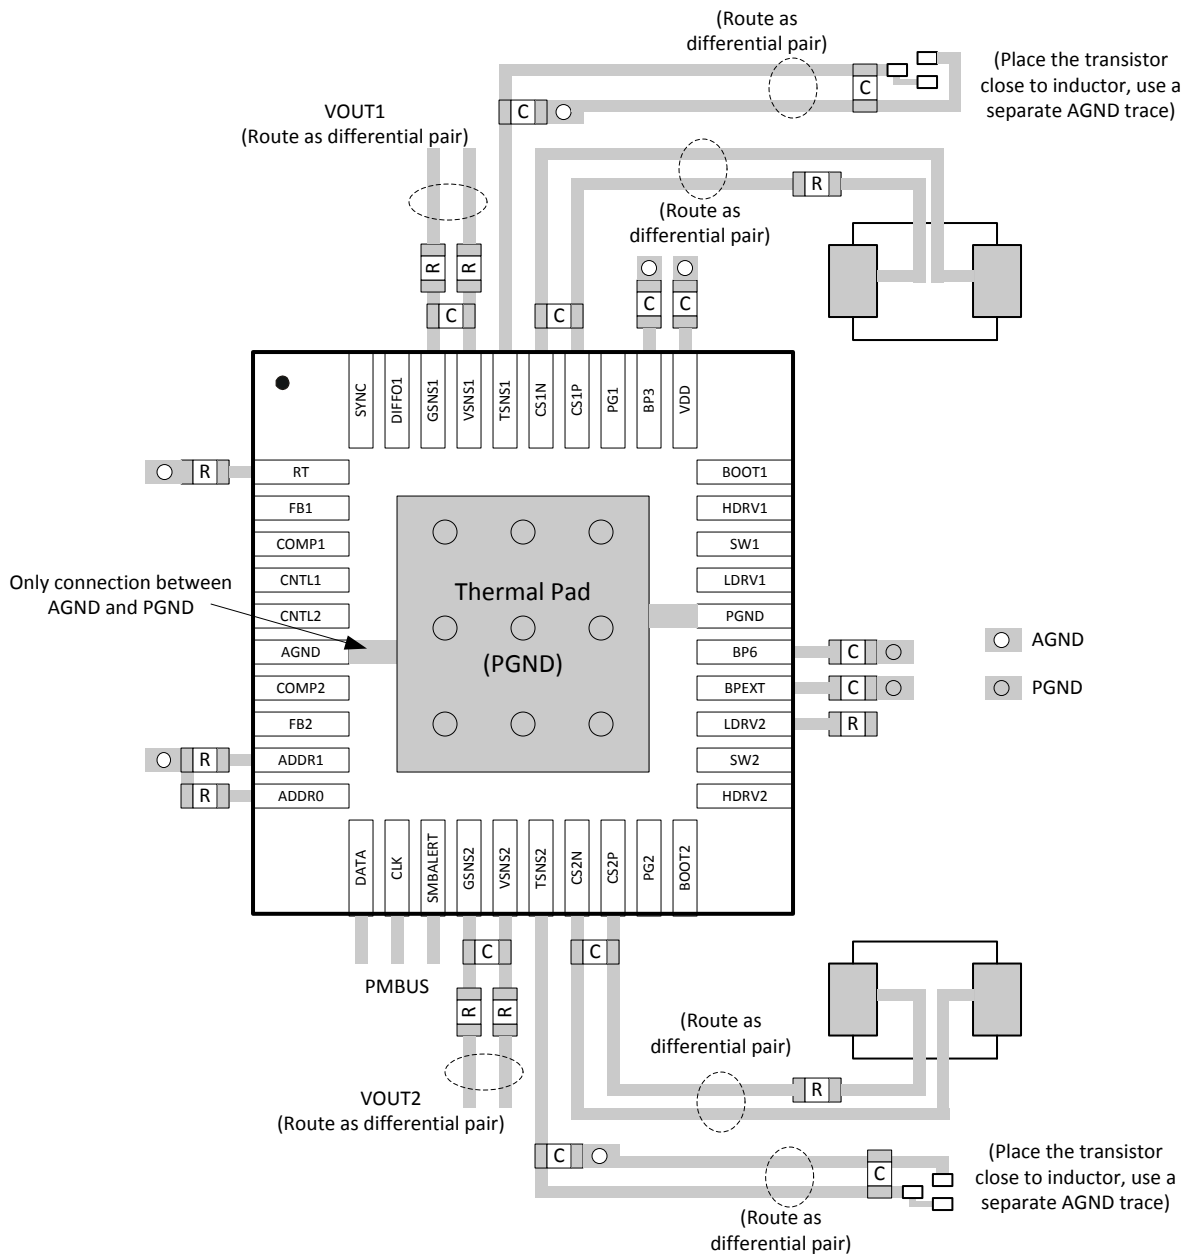 (Route as
differential pair)
(Place the transistor
close to inductor, use a
separate AGND trace)
C
C
VOUT1
(Route as differential pair)
R
(Route as
differential pair)
R
R
C
C
C
C
SYNC
DIFFO1
GSNS1
VSNS1
TSNS1
CS1N
CS1P
PG1
BP3
VDD
R
RT
FB1
COMP1
CNTL1
CNTL2
AGND
COMP2
FB2
R
ADDR1
R
ADDR0
Only connection between
AGND and PGND
Thermal Pad
(PGND)
BOOT1
HDRV1
SW1
LDRV1
PGND
BP6
C
BPEXT
C
LDRV2
R
SW2
HDRV2
AGND
PGND
DATA
CLK
SMBALERT
GSNS2
VSNS2
TSNS2
CS2N
CS2P
PG2
BOOT2
C
C
PMBUS
R
R
(Route as
differential pair)
R
VOUT2
(Route as differential pair)
C
C
(Place the transistor
close to inductor, use a
separate AGND trace)
(Route as
differential pair)